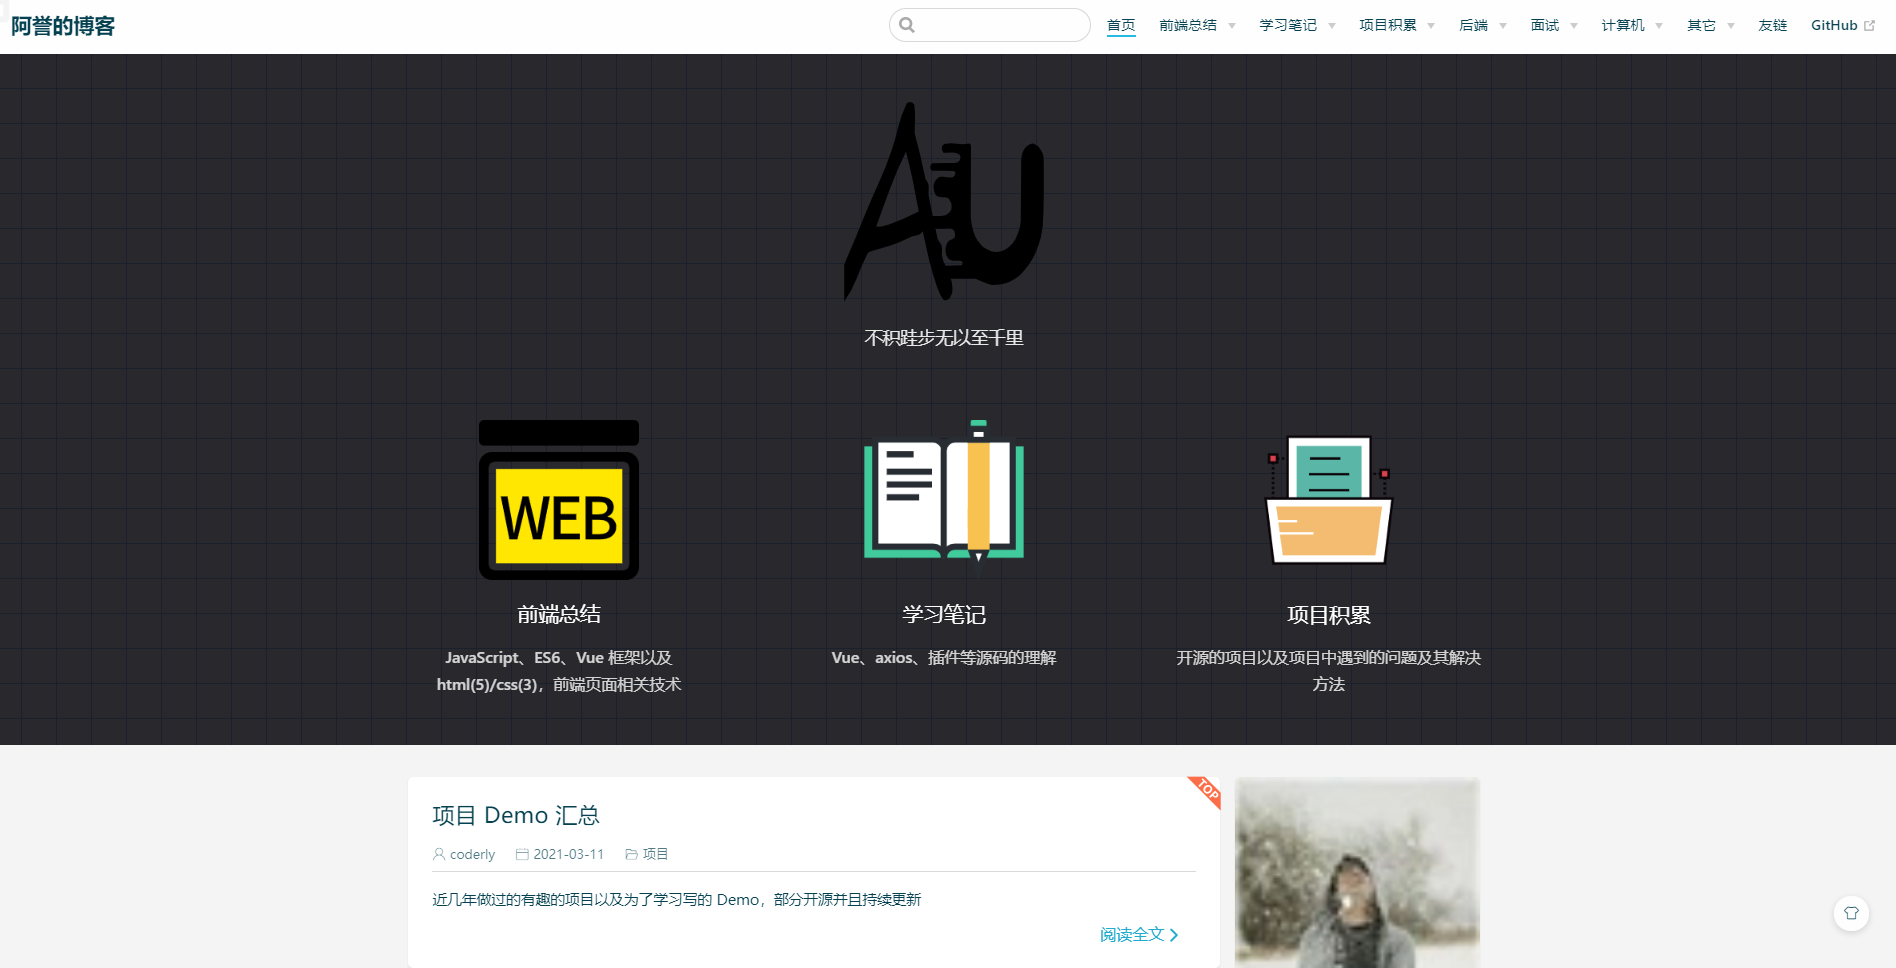 阿誉的博客
首页 前端总结 学习笔记 项目积累 后端 面试 计算机 其它 友链 GitHub
AU
不积跬步无以至千里
WEB
前端总结
JavaScript、ES6、Vue 框架以及
html(5)/css(3)，前端页面相关技术
学习笔记
Vue、axios、插件等源码的理解
项目积累
开源的项目以及项目中遇到的问题及其解决
方法
TOP
项目 Demo 汇总
coderly 2021-03-11 项目
近几年做过的有趣的项目以及为了学习写的 Demo，部分开源并且持续更新
阅读全文